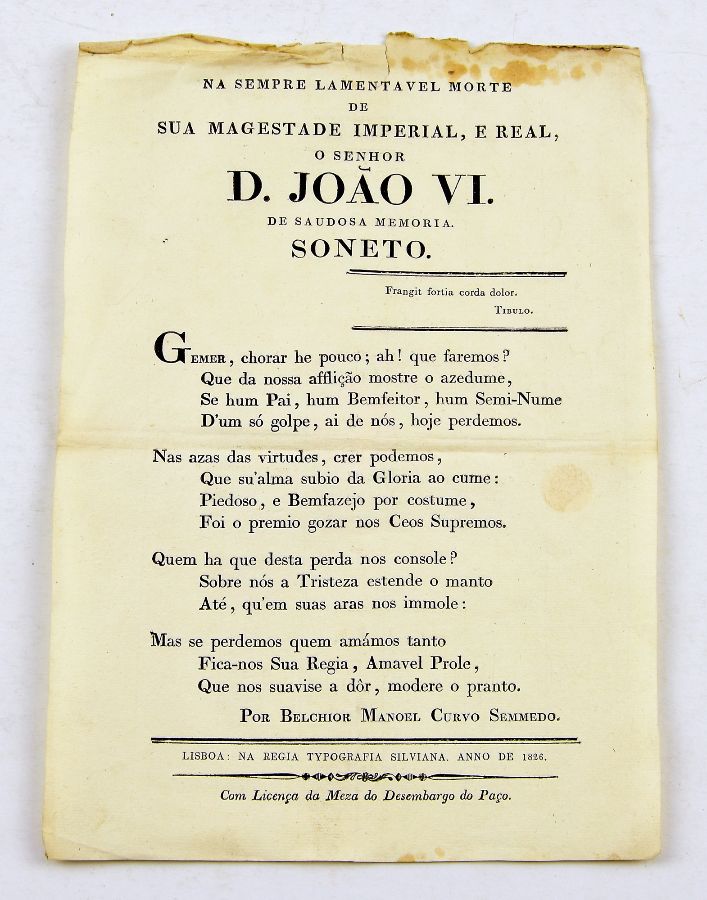 NA SEMPRE LAMENTAVEL MORTE
DE
SUA MAGESTADE IMPERIAL, E REAL,
O SENHOR
D. JOÃO VI.
DE SAUDOSA MEMORIA.
SONETO.
Frangit fortia corda dolor.
TIBULO.
GEMER, chorar he pouco; ah! que faremos?
Que da nossa afflição mostre o azedume,
Se hum Pai, hum Bemfeitor, hum Semi-Nume
D'um só golpe, ai de nós, hoje perdemos.
Nas azas das virtudes, crer podemos,
Que su'alma subio da Gloria ao cume:
Piedoso, e Bemfazejo por costume,
Foi o premio gozar nos Ceos Supremos.
Quem ha que desta perda nos console?
Sobre nós a Tristeza estende o manto
Até, qu'em suas aras nos immole:
Mas se perdemos quem amámos tanto
Fica-nos Sua Regia, Amavel Prole,
Que nos suavise a dôr, modere o pranto.
POR BELCHIOR MANOEL CURVO SEMMEDO.
LISBOA: NA REGIA TYPOGRAFIA SILVIANA. ANNO DE 1826.
Com Licença da Meza do Desembargo do Paço.